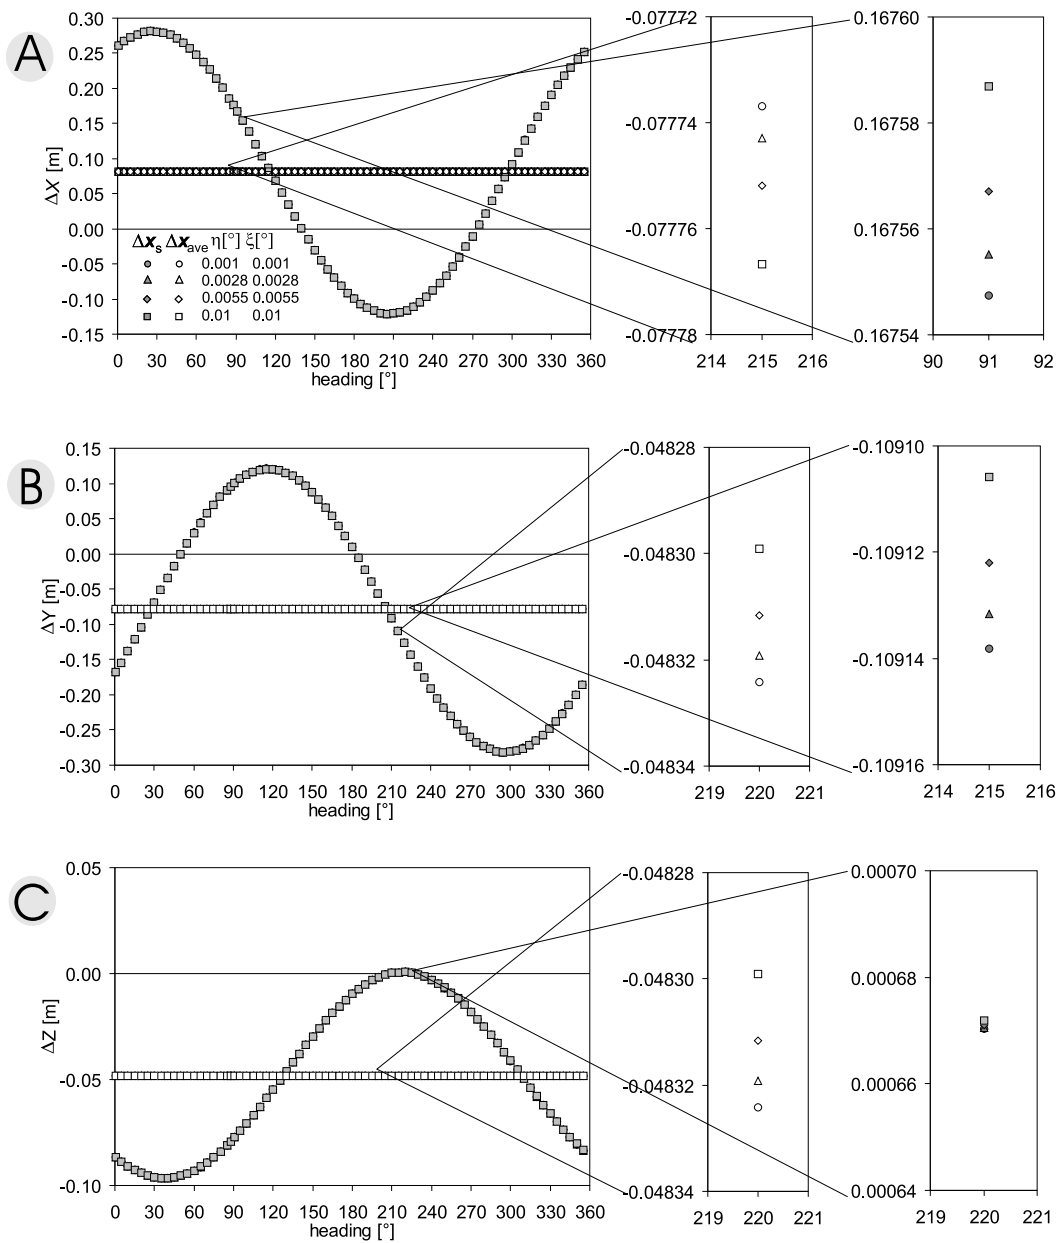 A
0.30
0.25
0.20
0.15
0.10
0.05
0.00
-0.05
-0.10
-0.15
ΔX [m]
Δxs Δxave η[°] ξ[°]
0.001 0.001
0.0028 0.0028
0.0055 0.0055
0.01 0.01
0 30 60 90 120 150 180 210 240 270 300 330 360
heading [°]
-0.07772
-0.07774
-0.07776
-0.07778
214 215 216
0.16760
0.16758
0.16756
0.16754
90 91 92
B
0.15
0.10
0.05
0.00
-0.05
-0.10
-0.15
-0.20
-0.25
-0.30
ΔY [m]
0 30 60 90 120 150 180 210 240 270 300 330 360
heading [°]
-0.04828
-0.04830
-0.04832
-0.04834
219 220 221
-0.10910
-0.10912
-0.10914
-0.10916
214 215 216
C
0.05
0.00
-0.05
-0.10
ΔZ [m]
0 30 60 90 120 150 180 210 240 270 300 330 360
heading [°]
-0.04828
-0.04830
-0.04832
-0.04834
219 220 221
0.00070
0.00068
0.00066
0.00064
219 220 221